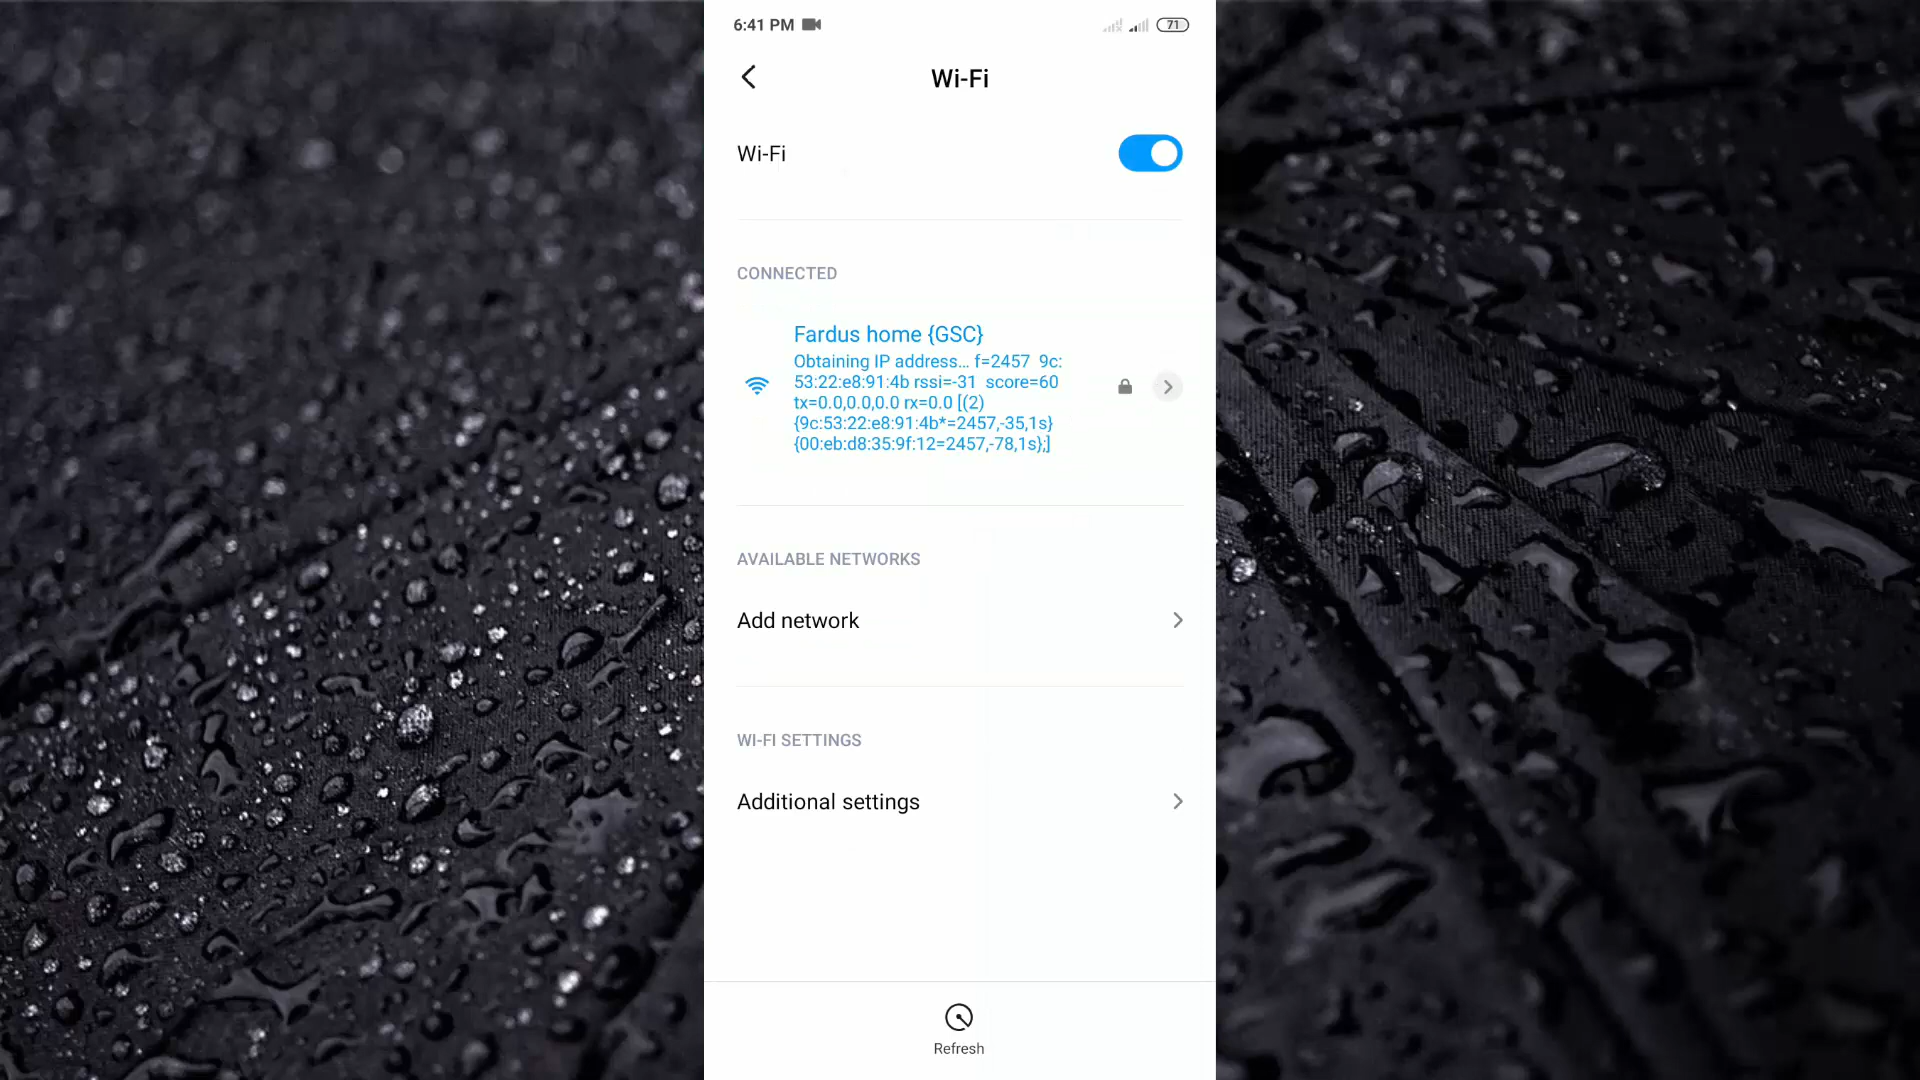 6:41 PM
71
Wi-Fi
Wi-Fi
CONNECTED
Fardus home {GSC}
Obtaining IP address... f=2457 9c:
53:22:e8:91:4b rssi=-31 score=60
tx=0.0,0.0,0.0 rx=0.0 [(2)
{9c:53:22:e8:91:4b*=2457,-35,1s}
{00:eb:d8:35:9f:12=2457,-78,1s};]
AVAILABLE NETWORKS
Add network
WI-FI SETTINGS
Additional settings
Refresh